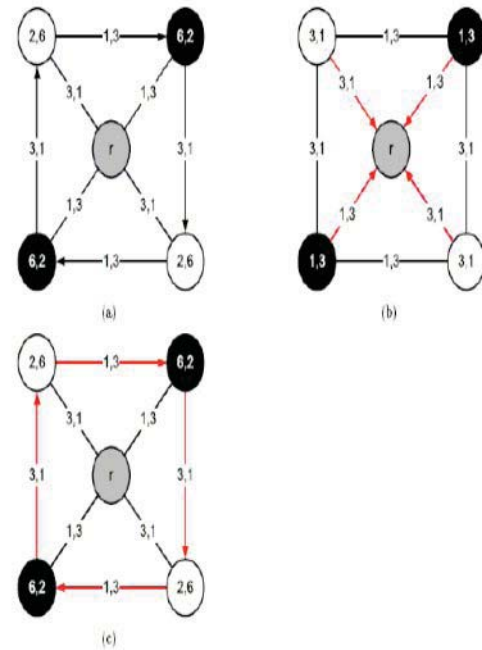 2,6 1,3 6,2
3,1 1,3
3,1 r 3,1
1,3 3,1
6,2 1,3 2,6
(a)
3,1 1,3 1,3
3,1 1,3
3,1 r 3,1
1,3 3,1
1,3 1,3 3,1
(b)
2,6 1,3 6,2
3,1 1,3
3,1 r 3,1
1,3 3,1
6,2 1,3 2,6
(c)